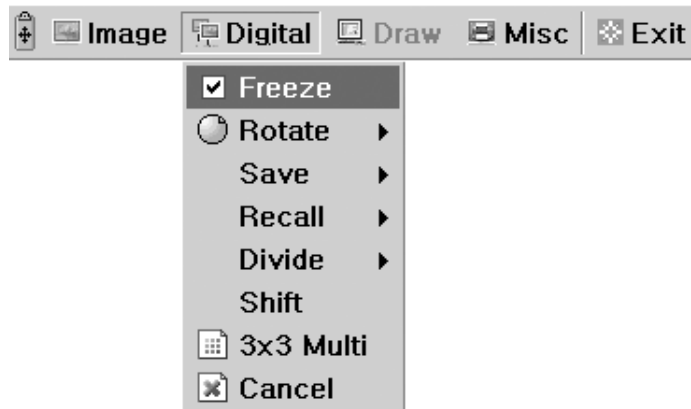 Image Digital Draw Misc Exit
Freeze
Rotate
Save
Recall
Divide
Shift
3x3 Multi
Cancel